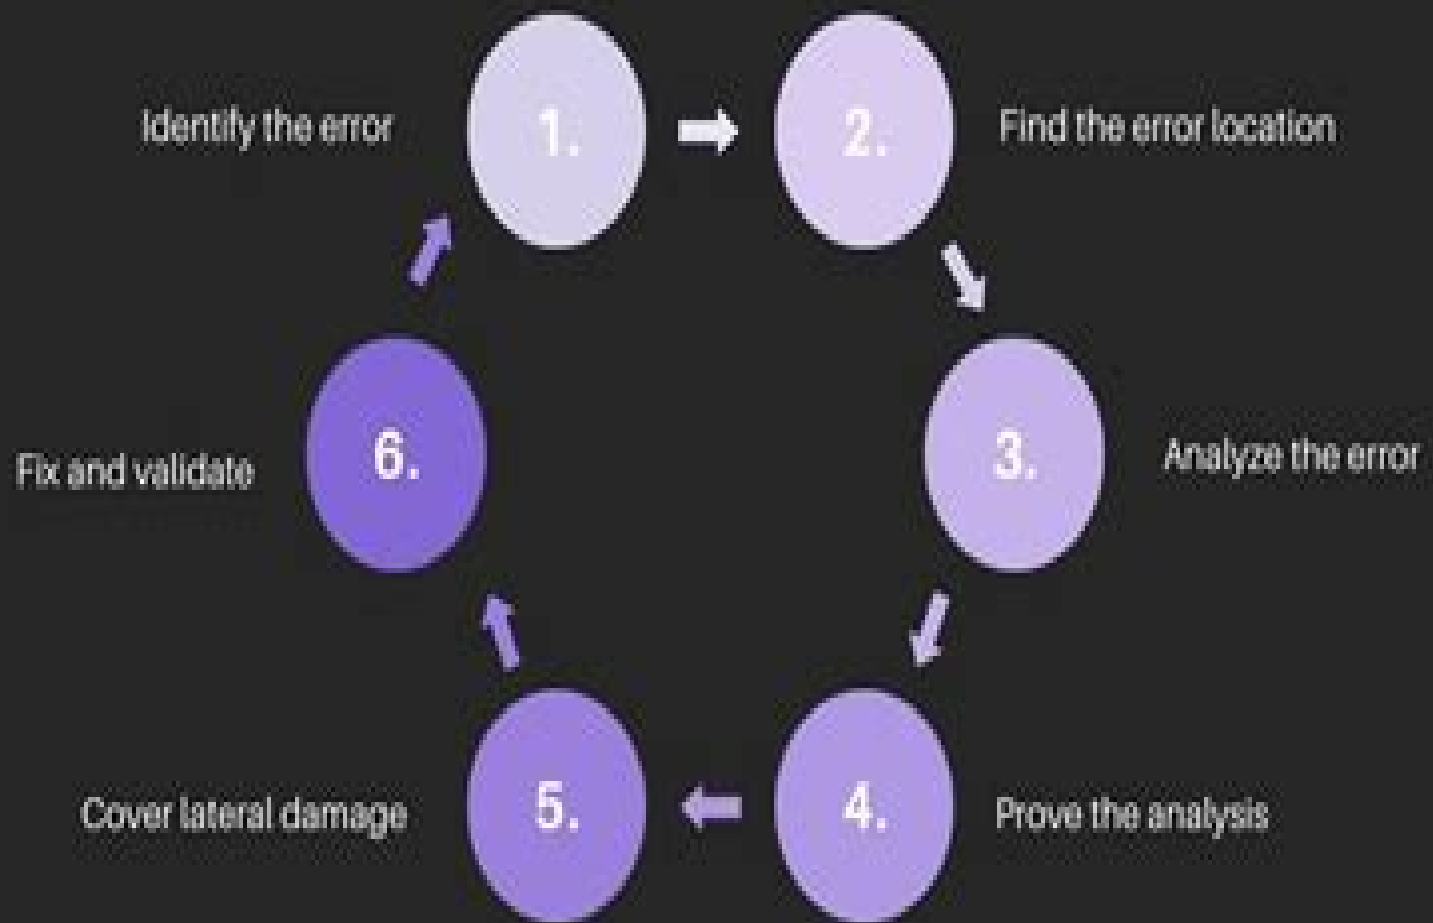 Identify the error
1.
2.
Find the error location
3.
Analyze the error
4.
Prove the analysis
5.
Cover lateral damage
6.
Fix and validate